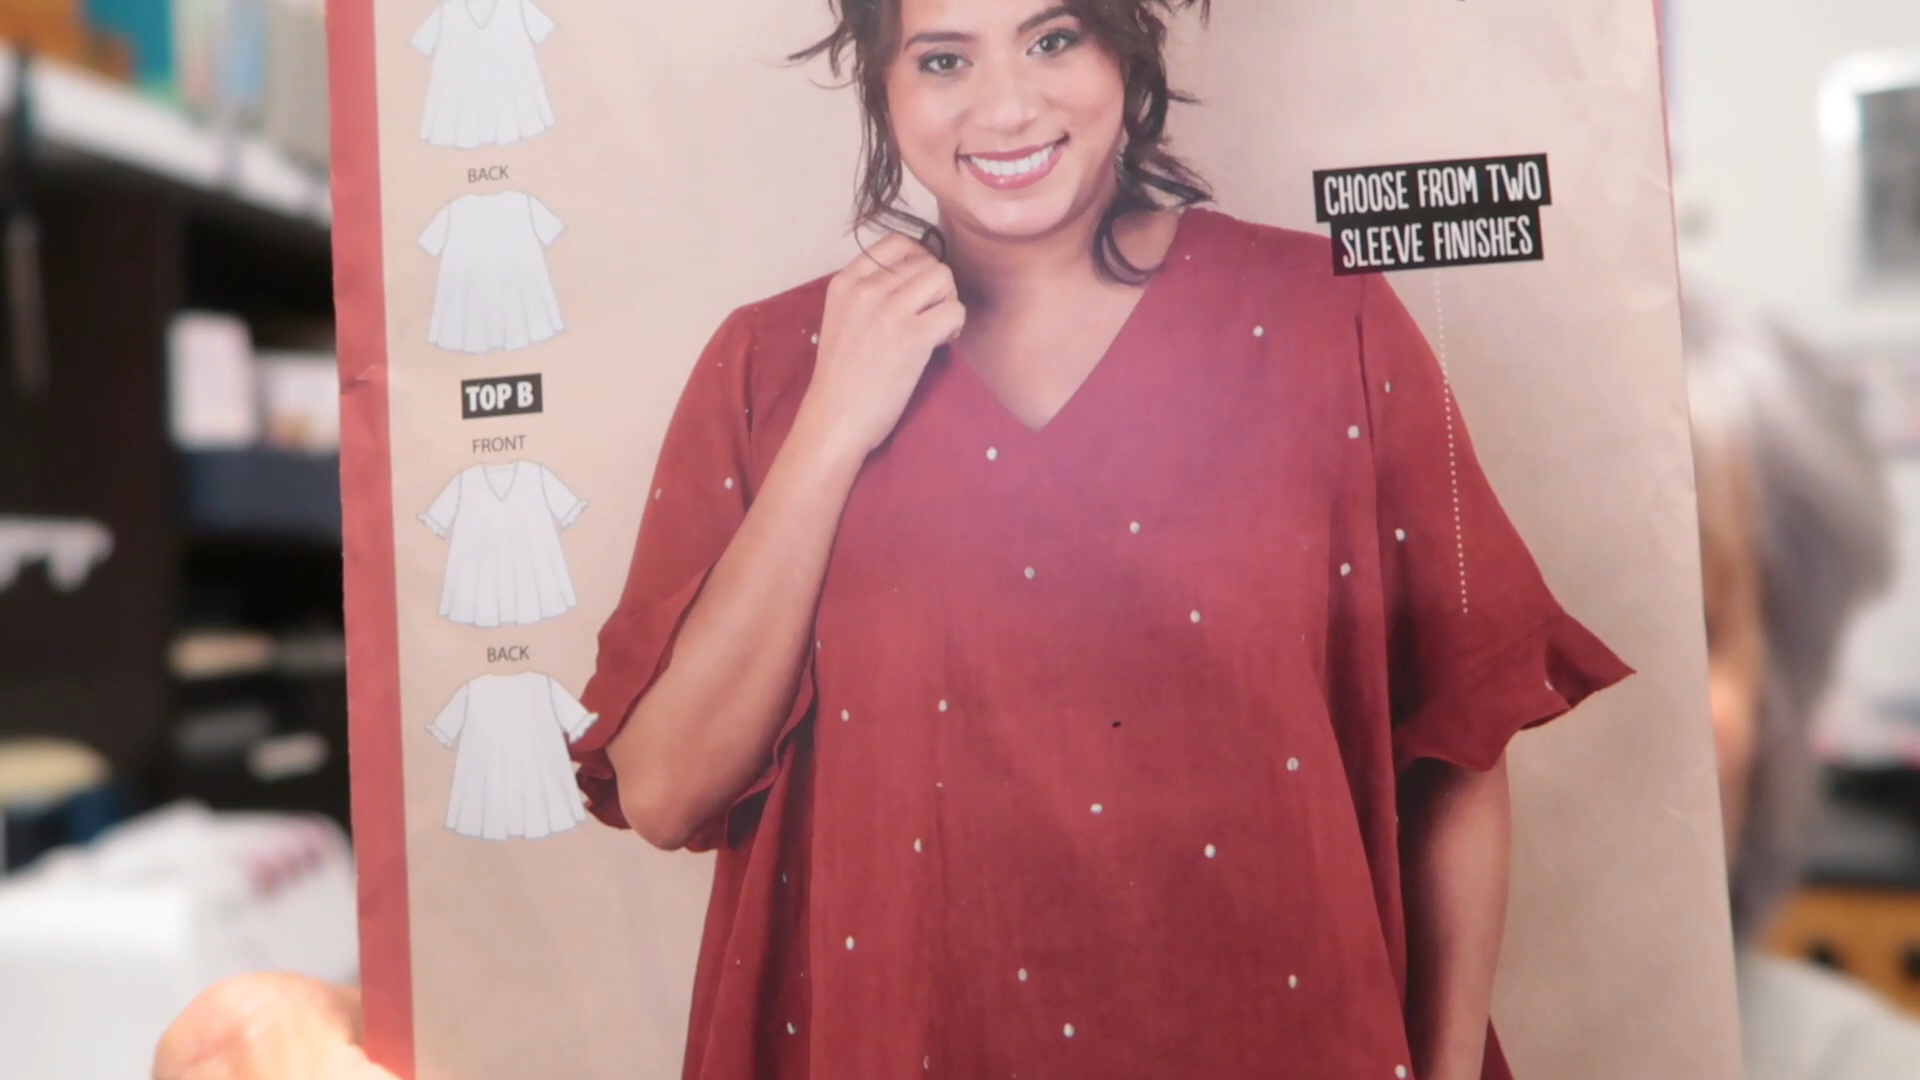 BACK
TOP B
FRONT
BACK
CHOOSE FROM TWO
SLEEVE FINISHES